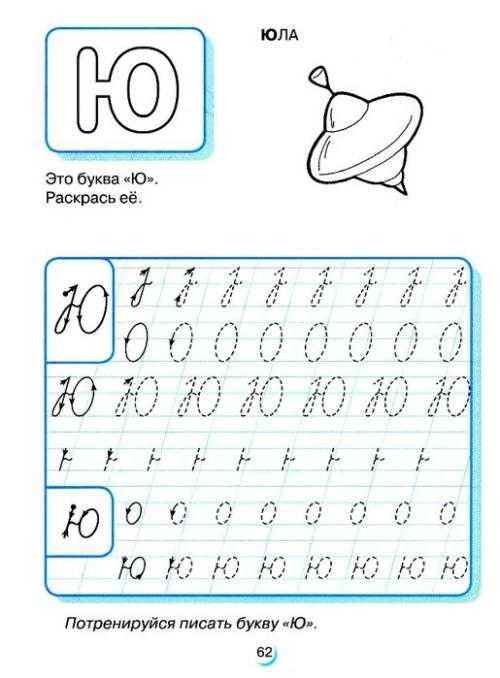 Ю
ЮЛА
Это буква «Ю».
Раскрась её.
Ю
О О О О О О О О
Ю Ю Ю Ю Ю Ю Ю
ю
о о о о о о о о
ю ю ю ю ю ю ю ю
Потренируйся писать букву «Ю».
62